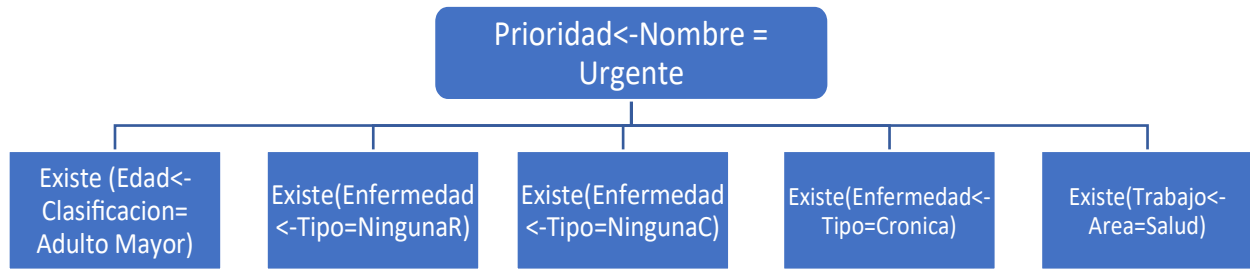 Prioridad<-Nombre =
Urgente
Existe (Edad<-
Clasificacion=
Adulto Mayor)
Existe(Enfermedad
<-Tipo=NingunaR)
Existe(Enfermedad
<-Tipo=NingunaC)
Existe(Enfermedad<-
Tipo=Cronica)
Existe(Trabajo<-
Area=Salud)